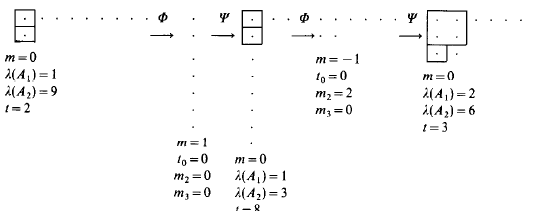 Φ Ψ Φ Ψ
m = 0
λ(A₁) = 1
λ(A₂) = 9
t = 2
m = 1
t₀ = 0
m₂ = 0
m₃ = 0
m = 0
λ(A₁) = 1
λ(A₂) = 3
t = 8
m = −1
t₀ = 0
m₂ = 2
m₃ = 0
m = 0
λ(A₁) = 2
λ(A₂) = 6
t = 3